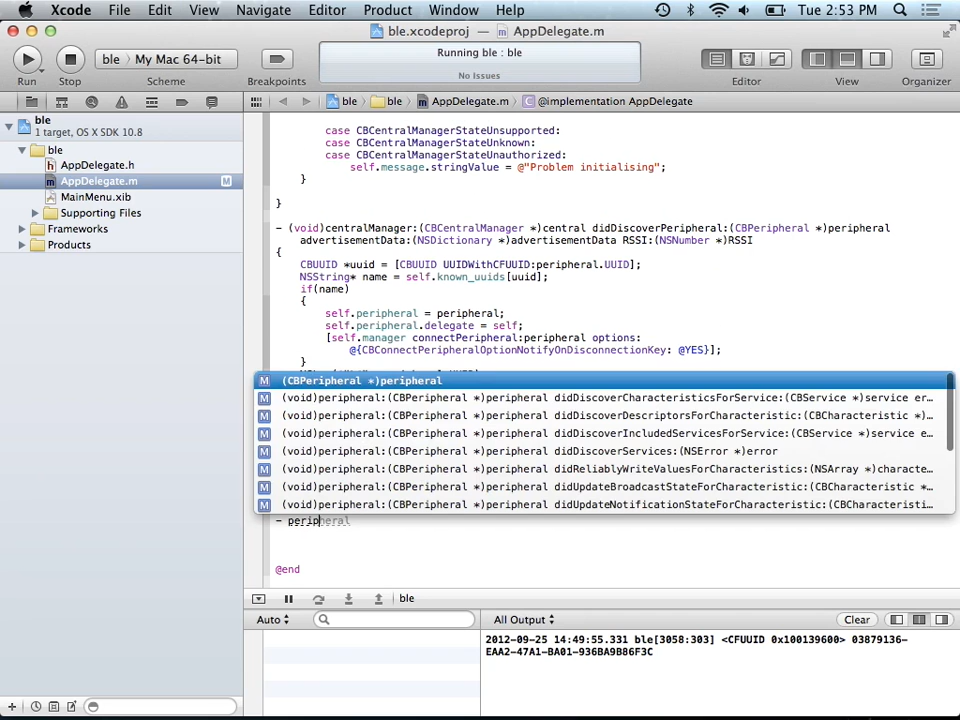 Xcode File Edit View Navigate Editor Product Window Help Tue 2:53 PM
ble.xcodeproj — AppDelegate.m
ble My Mac 64-bit
Running ble : ble
No Issues
Run Stop Scheme Breakpoints Editor View Organizer
ble ble AppDelegate.m @implementation AppDelegate
ble
1 target, OS X SDK 10.8
ble
AppDelegate.h
AppDelegate.m M
MainMenu.xib
Supporting Files
Frameworks
Products
case CBCentralManagerStateUnsupported:
case CBCentralManagerStateUnknown:
case CBCentralManagerStateUnauthorized:
self.message.stringValue = @"Problem initialising";
}
}
- (void)centralManager:(CBCentralManager *)central didDiscoverPeripheral:(CBPeripheral *)peripheral
advertisementData:(NSDictionary *)advertisementData RSSI:(NSNumber *)RSSI
{
CBUUID *uuid = [CBUUID UUIDWithCFUUID:peripheral.UUID];
NSString* name = self.known_uuids[uuid];
if(name)
{
self.peripheral = peripheral;
self.peripheral.delegate = self;
[self.manager connectPeripheral:peripheral options:
@{CBConnectPeripheralOptionNotifyOnDisconnectionKey: @YES}];
}
M (CBPeripheral *)peripheral
M (void)peripheral:(CBPeripheral *)peripheral didDiscoverCharacteristicsForService:(CBService *)service er…
M (void)peripheral:(CBPeripheral *)peripheral didDiscoverDescriptorsForCharacteristic:(CBCharacteristic *)…
M (void)peripheral:(CBPeripheral *)peripheral didDiscoverIncludedServicesForService:(CBService *)service e…
M (void)peripheral:(CBPeripheral *)peripheral didDiscoverServices:(NSError *)error
M (void)peripheral:(CBPeripheral *)peripheral didReliablyWriteValuesForCharacteristics:(NSArray *)characte…
M (void)peripheral:(CBPeripheral *)peripheral didUpdateBroadcastStateForCharacteristic:(CBCharacteristic *…
M (void)peripheral:(CBPeripheral *)peripheral didUpdateNotificationStateForCharacteristic:(CBCharacteristi…
- peripheral
@end
ble
Auto All Output Clear
2012-09-25 14:49:55.331 ble[3058:303] <CFUUID 0x100139600> 03879136-
EAA2-47A1-BA01-936BA9B86F3C